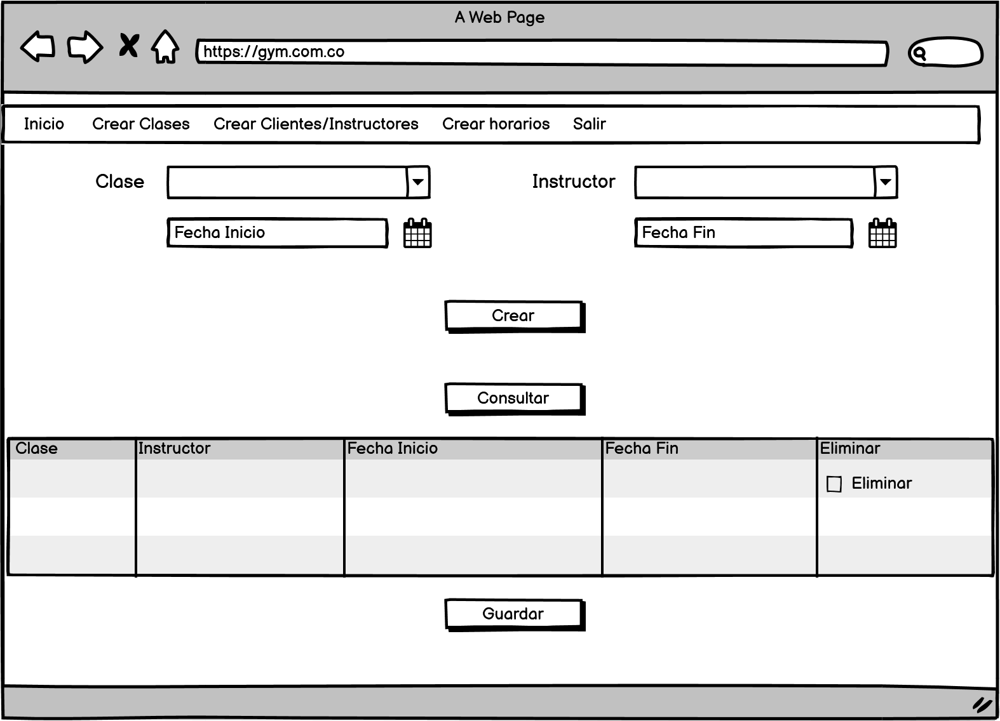 A Web Page
https://gym.com.co
Inicio Crear Clases Crear Clientes/Instructores Crear horarios Salir
Clase Instructor
Fecha Inicio Fecha Fin
Crear
Consultar
Clase Instructor Fecha Inicio Fecha Fin Eliminar
Eliminar
Guardar